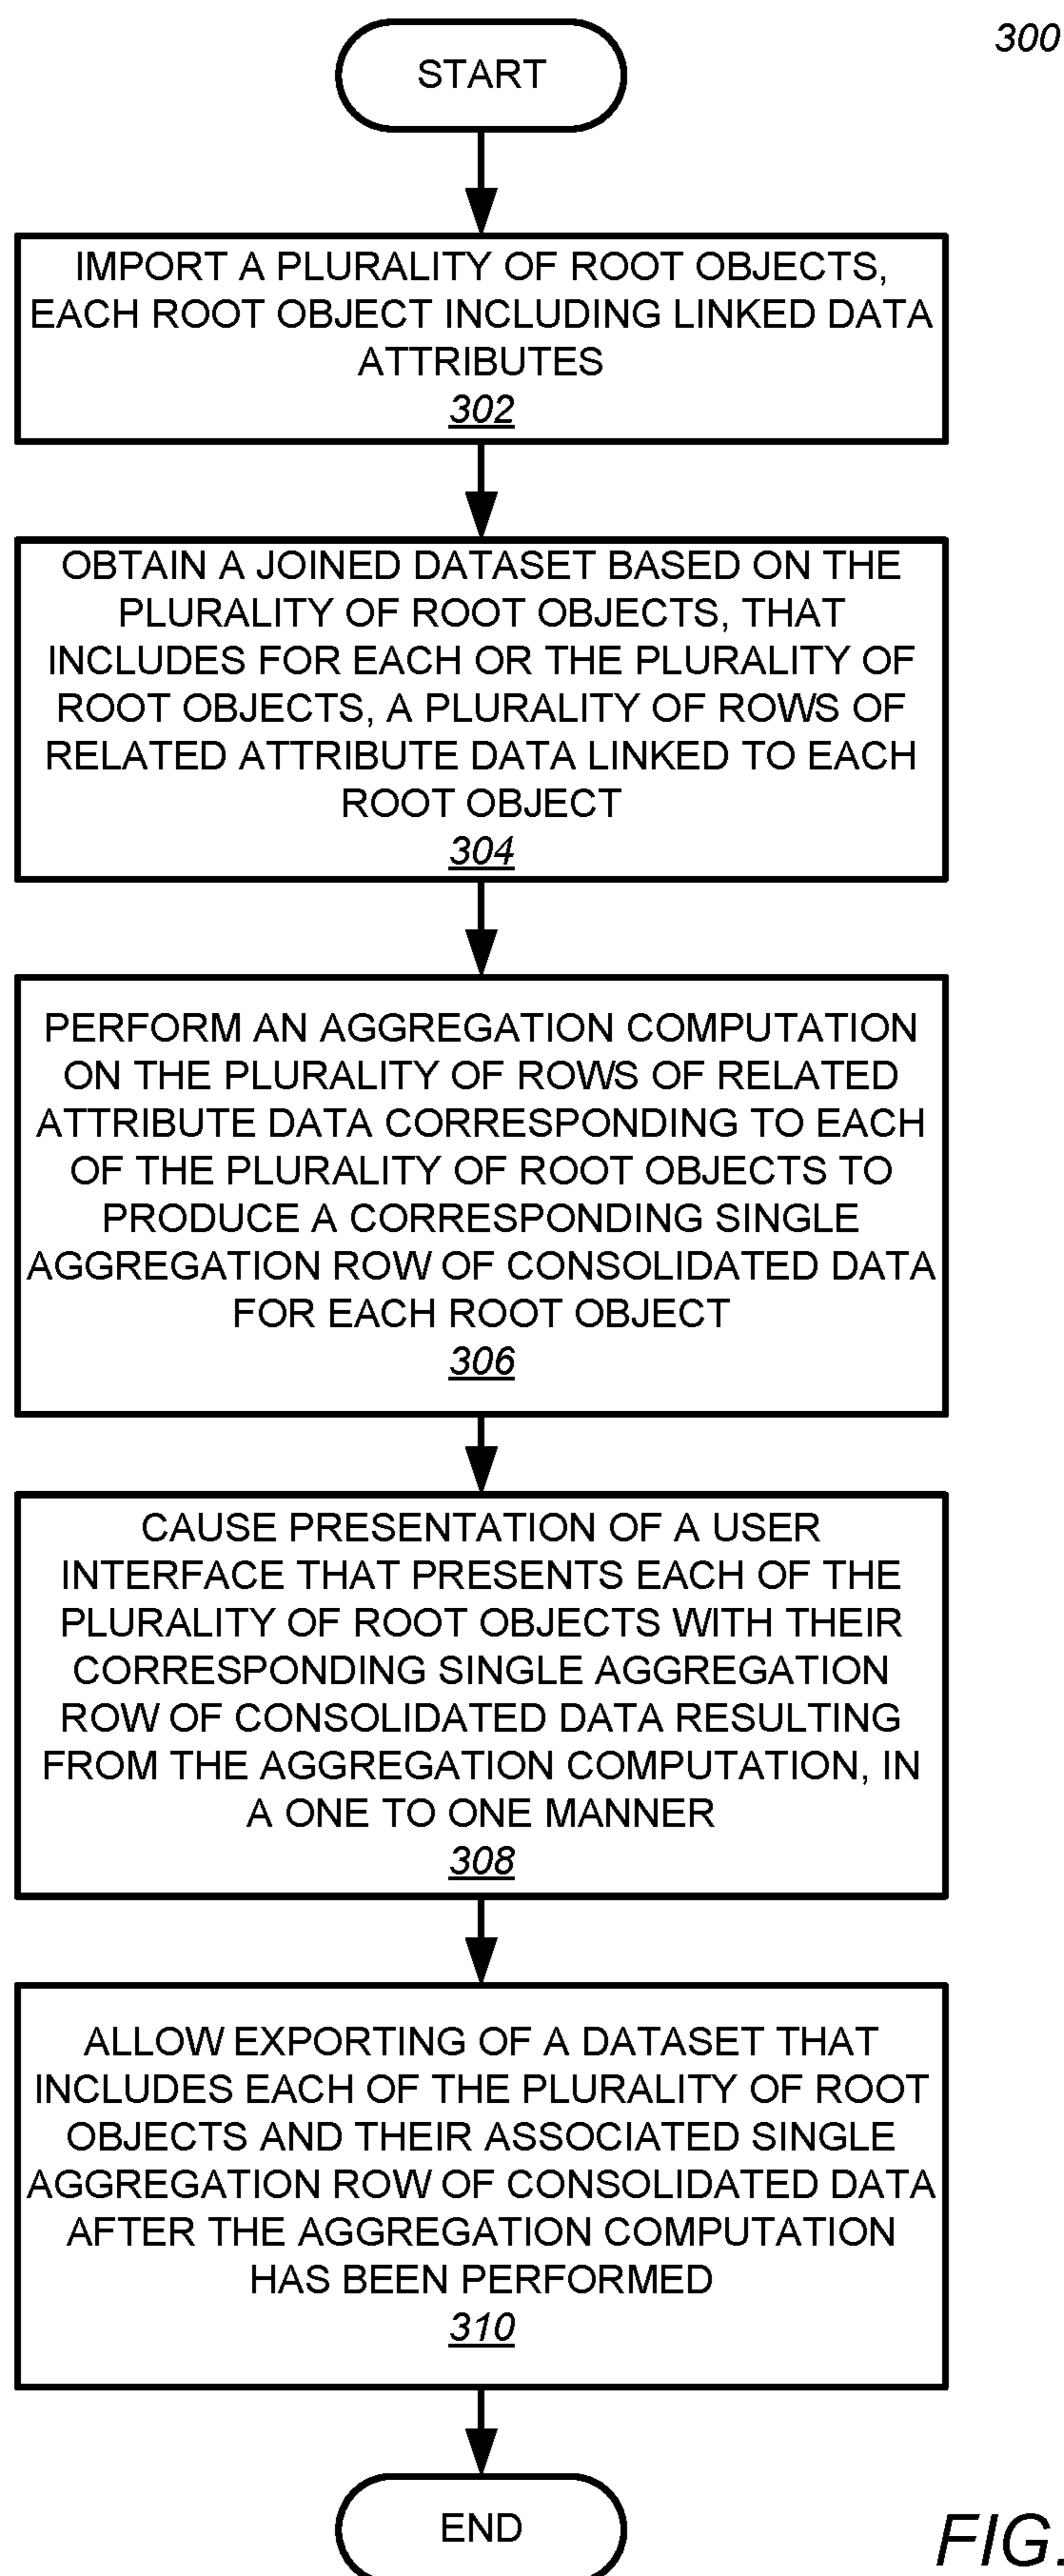 300
START
IMPORT A PLURALITY OF ROOT OBJECTS,
EACH ROOT OBJECT INCLUDING LINKED DATA
ATTRIBUTES
302
OBTAIN A JOINED DATASET BASED ON THE
PLURALITY OF ROOT OBJECTS, THAT
INCLUDES FOR EACH OR THE PLURALITY OF
ROOT OBJECTS, A PLURALITY OF ROWS OF
RELATED ATTRIBUTE DATA LINKED TO EACH
ROOT OBJECT
304
PERFORM AN AGGREGATION COMPUTATION
ON THE PLURALITY OF ROWS OF RELATED
ATTRIBUTE DATA CORRESPONDING TO EACH
OF THE PLURALITY OF ROOT OBJECTS TO
PRODUCE A CORRESPONDING SINGLE
AGGREGATION ROW OF CONSOLIDATED DATA
FOR EACH ROOT OBJECT
306
CAUSE PRESENTATION OF A USER
INTERFACE THAT PRESENTS EACH OF THE
PLURALITY OF ROOT OBJECTS WITH THEIR
CORRESPONDING SINGLE AGGREGATION
ROW OF CONSOLIDATED DATA RESULTING
FROM THE AGGREGATION COMPUTATION, IN
A ONE TO ONE MANNER
308
ALLOW EXPORTING OF A DATASET THAT
INCLUDES EACH OF THE PLURALITY OF ROOT
OBJECTS AND THEIR ASSOCIATED SINGLE
AGGREGATION ROW OF CONSOLIDATED DATA
AFTER THE AGGREGATION COMPUTATION
HAS BEEN PERFORMED
310
END
FIG.